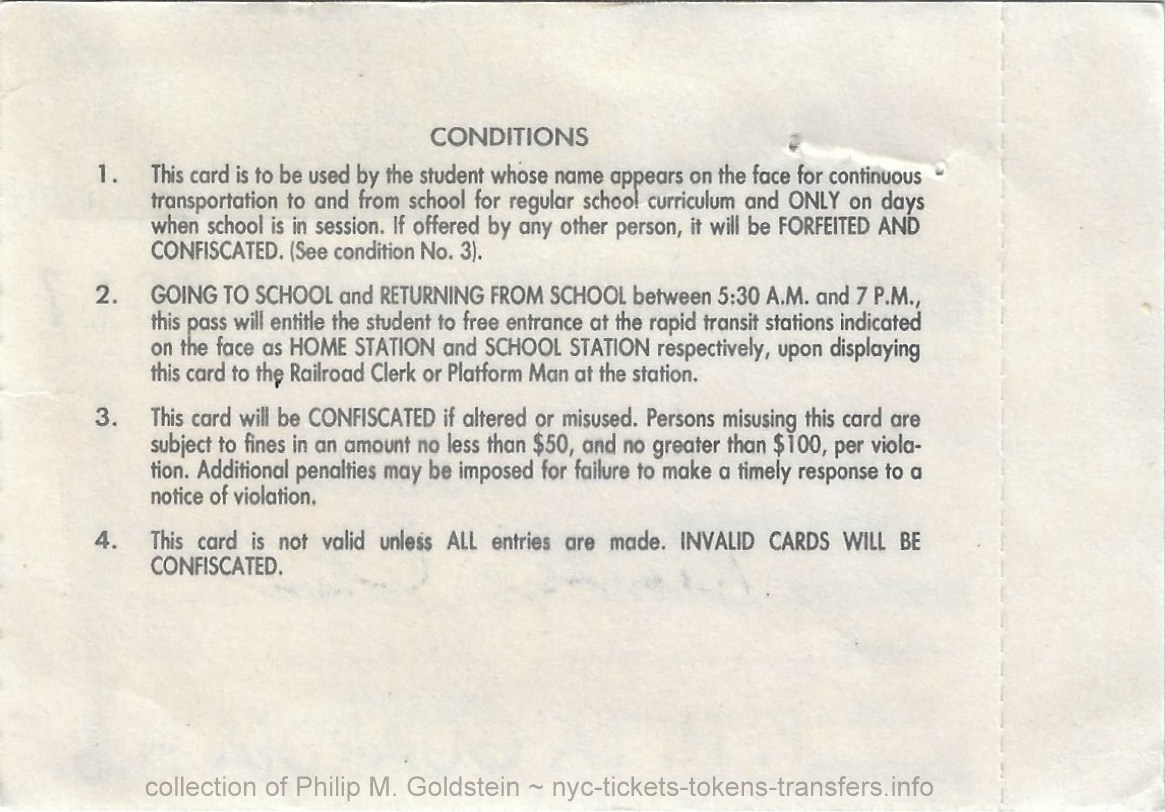 CONDITIONS
1. This card is to be used by the student whose name appears on the face for continuous
transportation to and from school for regular school curriculum and ONLY on days
when school is in session. If offered by any other person, it will be FORFEITED AND
CONFISCATED. (See condition No. 3).
2. GOING TO SCHOOL and RETURNING FROM SCHOOL between 5:30 A.M. and 7 P.M.,
this pass will entitle the student to free entrance at the rapid transit stations indicated
on the face as HOME STATION and SCHOOL STATION respectively, upon displaying
this card to the Railroad Clerk or Platform Man at the station.
3. This card will be CONFISCATED if altered or misused. Persons misusing this card are
subject to fines in an amount no less than $50, and no greater than $100, per viola-
tion. Additional penalties may be imposed for failure to make a timely response to a
notice of violation.
4. This card is not valid unless ALL entries are made. INVALID CARDS WILL BE
CONFISCATED.
collection of Philip M. Goldstein ~ nyc-tickets-tokens-transfers.info